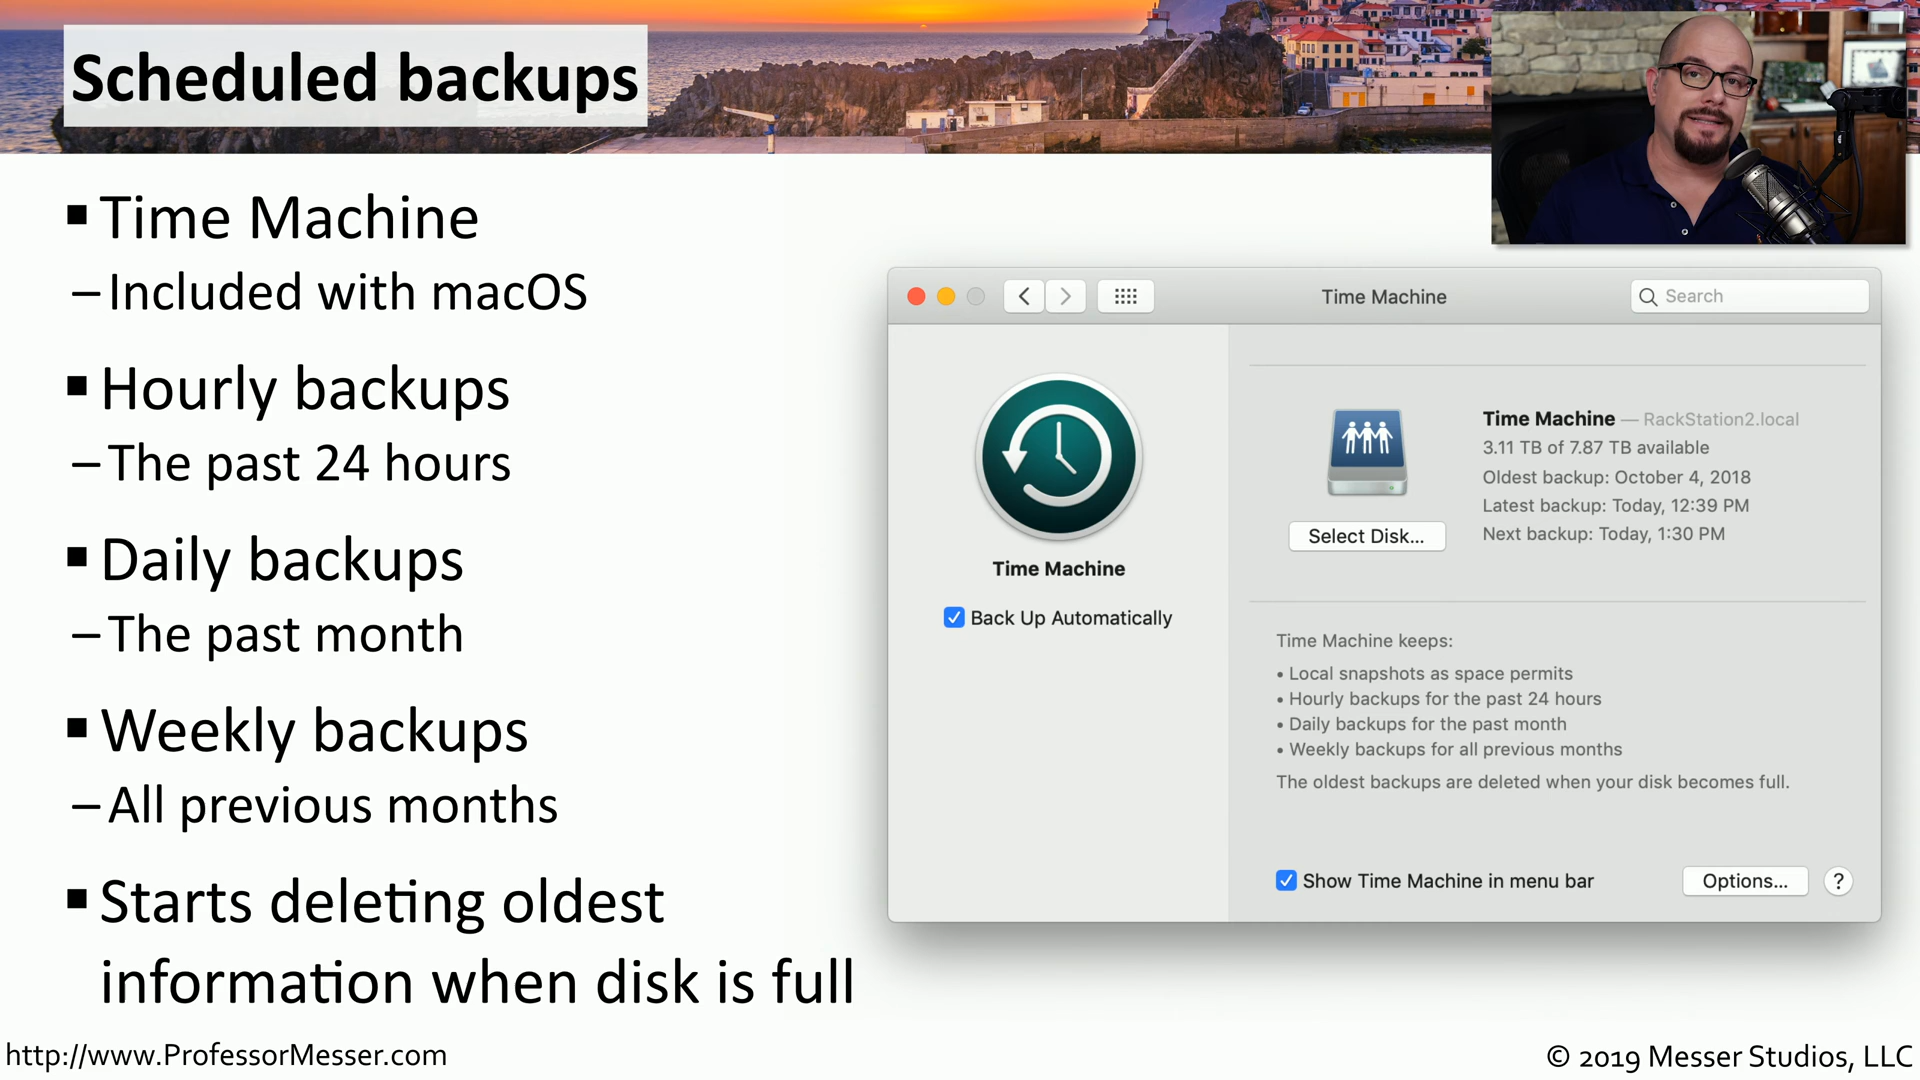 Scheduled backups
▪ Time Machine
– Included with macOS
▪ Hourly backups
– The past 24 hours
▪ Daily backups
– The past month
▪ Weekly backups
– All previous months
▪ Starts deleting oldest
information when disk is full
Time Machine
Search
Time Machine
Back Up Automatically
Time Machine — RackStation2.local
3.11 TB of 7.87 TB available
Oldest backup: October 4, 2018
Latest backup: Today, 12:39 PM
Next backup: Today, 1:30 PM
Select Disk...
Time Machine keeps:
• Local snapshots as space permits
• Hourly backups for the past 24 hours
• Daily backups for the past month
• Weekly backups for all previous months
The oldest backups are deleted when your disk becomes full.
Show Time Machine in menu bar
Options...
?
http://www.ProfessorMesser.com
© 2019 Messer Studios, LLC